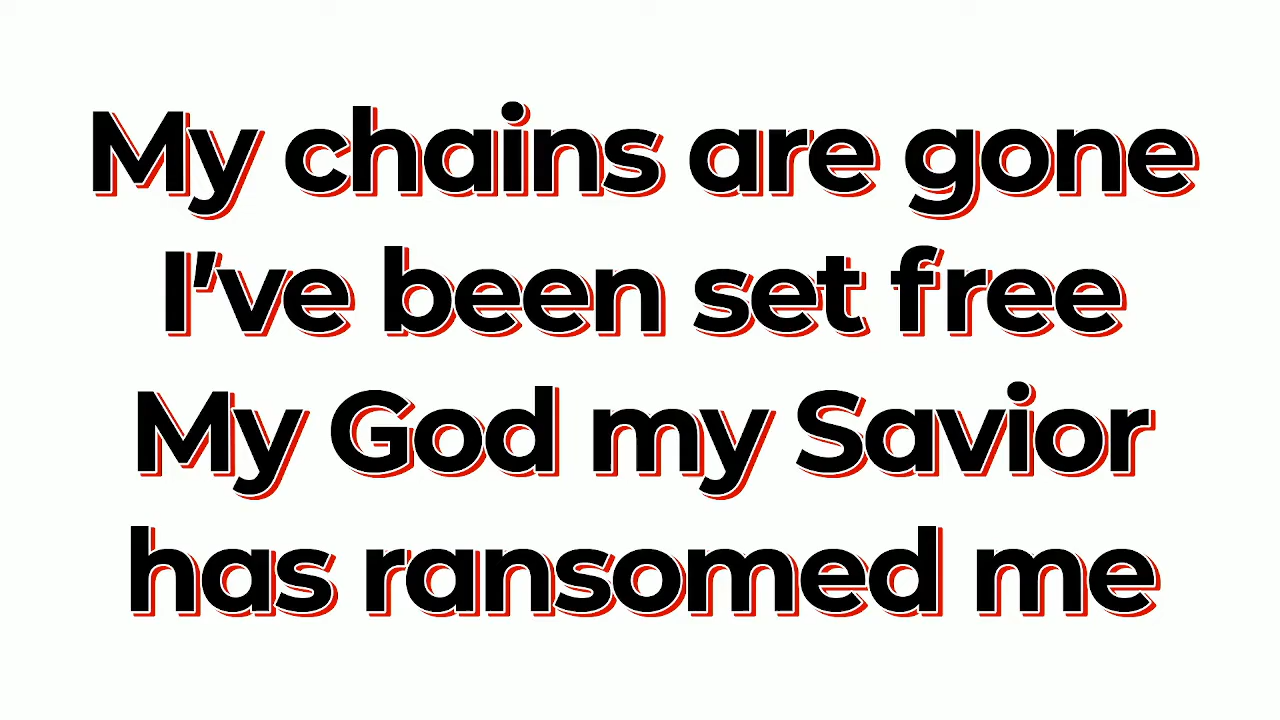 My chains are gone
I've been set free
My God my Savior
has ransomed me